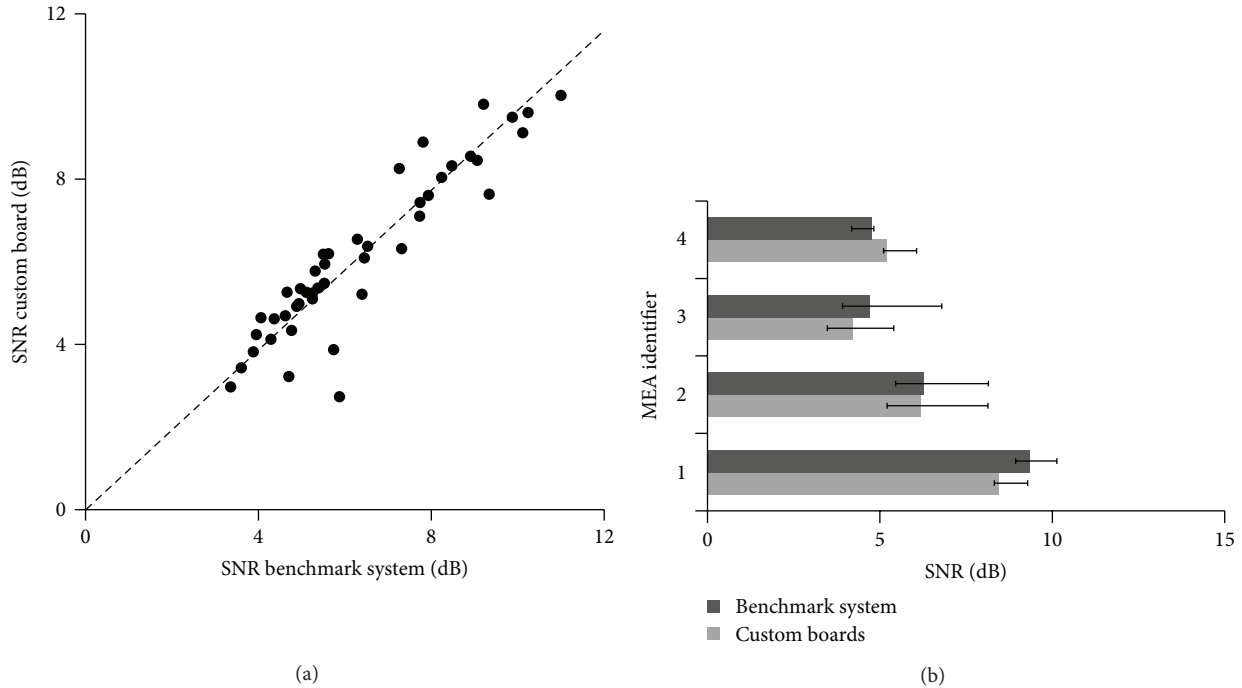 12
8
4
0
SNR custom board (dB)
0
4
8
12
SNR benchmark system (dB)
(a)
4
3
2
1
MEA identifier
0
5
10
15
SNR (dB)
Benchmark system
Custom boards
(b)